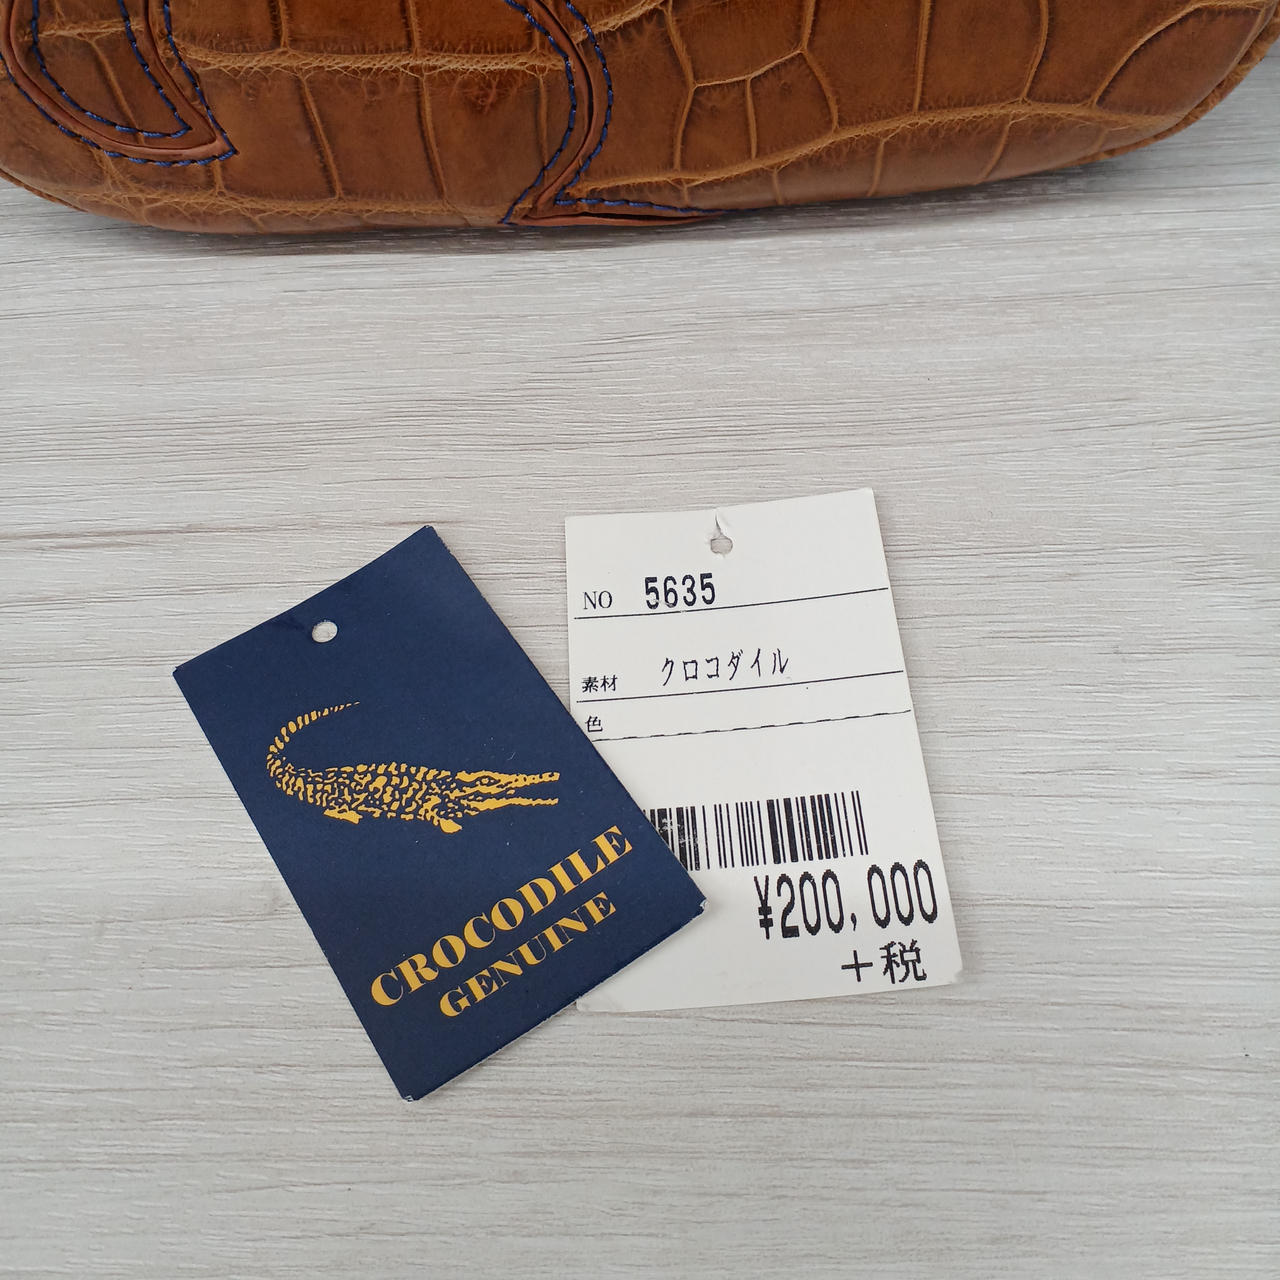 CROCODILE
GENUINE
NO 5635
素材 クロコダイル
色
¥200,000
+税